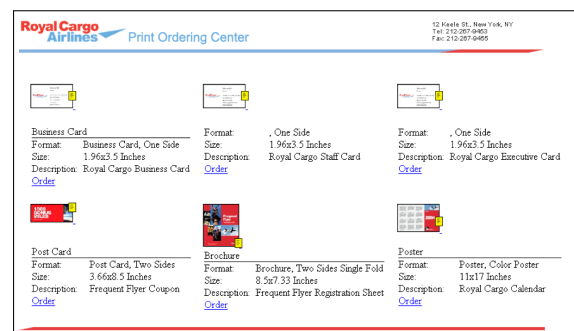 Royal Cargo
Airlines
Print Ordering Center
12 Keele St., New York, NY
Tel: 212-267-9463
Fax: 212-267-9455
Business Card
Format: Business Card, One Side
Size: 1.96x3.5 Inches
Description: Royal Cargo Business Card
Order
Format: , One Side
Size: 1.96x3.5 Inches
Description: Royal Cargo Staff Card
Order
Format: , One Side
Size: 1.96x3.5 Inches
Description: Royal Cargo Executive Card
Order
Post Card
Format: Post Card, Two Sides
Size: 3.66x8.5 Inches
Description: Frequent Flyer Coupon
Order
Brochure
Format: Brochure, Two Sides Single Fold
Size: 8.5x7.33 Inches
Description: Frequent Flyer Registration Sheet
Order
Poster
Format: Poster, Color Poster
Size: 11x17 Inches
Description: Royal Cargo Calendar
Order